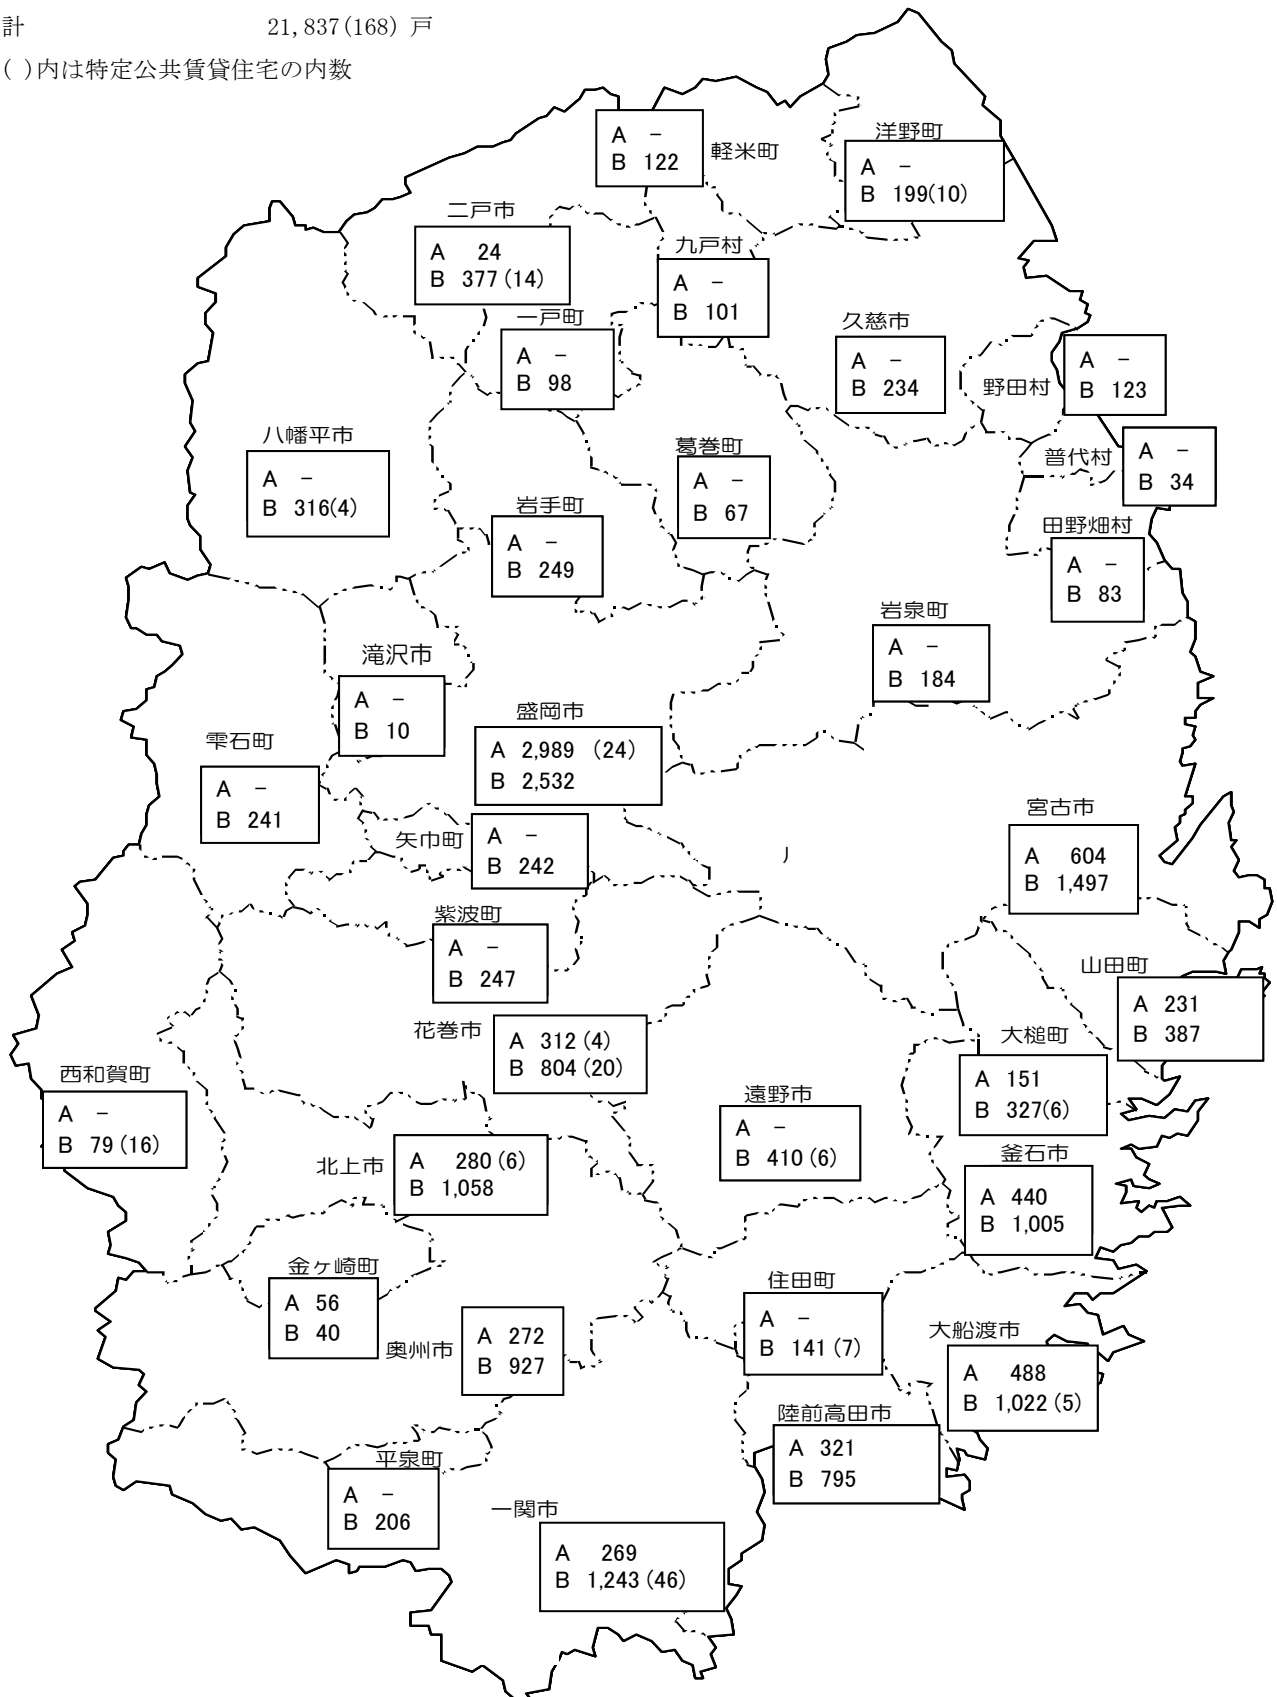 計 21,837(168) 戸
( )内は特定公共賃貸住宅の内数
軽米町
A －
B 122
洋野町
A －
B 199(10)
二戸市
A 24
B 377(14)
九戸村
A －
B 101
一戸町
A －
B 98
久慈市
A －
B 234
野田村
A －
B 123
八幡平市
A －
B 316(4)
葛巻町
A －
B 67
普代村
A －
B 34
岩手町
A －
B 249
田野畑村
A －
B 83
岩泉町
A －
B 184
滝沢市
A －
B 10
盛岡市
A 2,989 (24)
B 2,532
雫石町
A －
B 241
矢巾町
A －
B 242
宮古市
A 604
B 1,497
紫波町
A －
B 247
山田町
A 231
B 387
花巻市
A 312(4)
B 804(20)
大槌町
A 151
B 327(6)
西和賀町
A －
B 79(16)
遠野市
A －
B 410(6)
北上市
A 280(6)
B 1,058
釜石市
A 440
B 1,005
金ヶ崎町
A 56
B 40
住田町
A －
B 141(7)
奥州市
A 272
B 927
大船渡市
A 488
B 1,022(5)
陸前高田市
A 321
B 795
平泉町
A －
B 206
一関市
A 269
B 1,243(46)